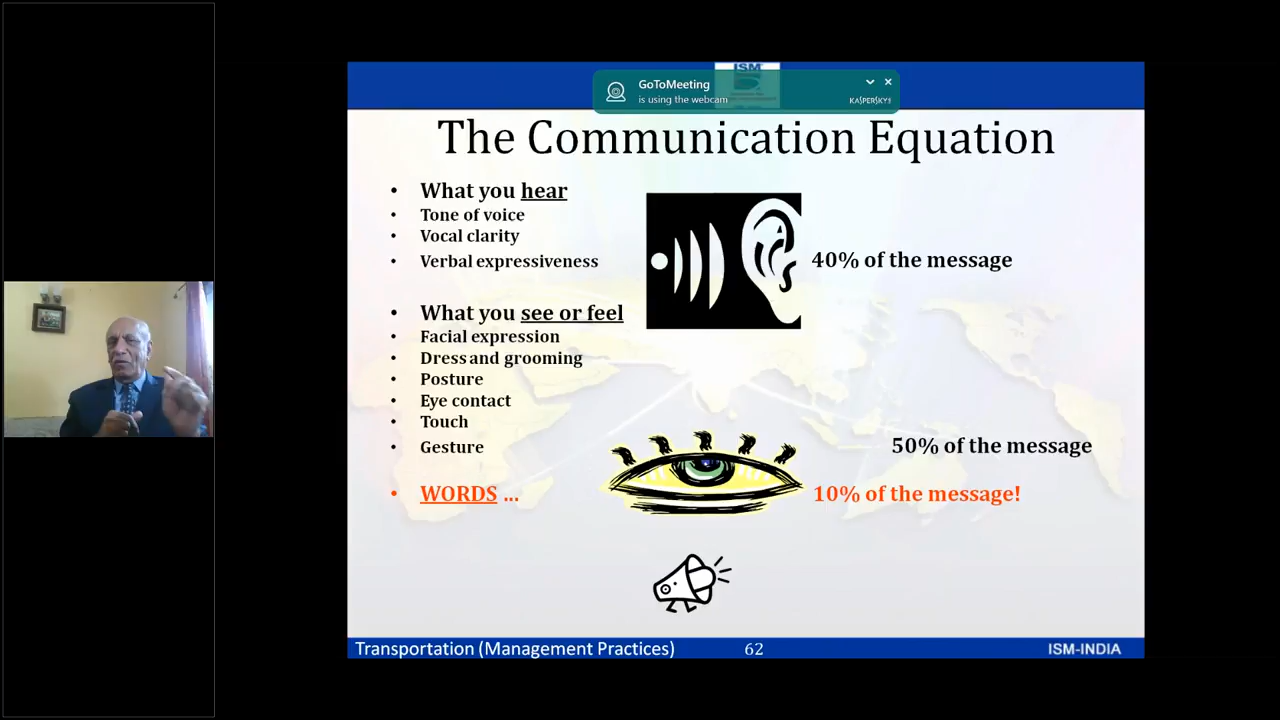 ISM
GoToMeeting
is using the webcam
KASPERSKY
The Communication Equation
• What you hear
• Tone of voice
• Vocal clarity
• Verbal expressiveness
40% of the message
• What you see or feel
• Facial expression
• Dress and grooming
• Posture
• Eye contact
• Touch
• Gesture
50% of the message
• WORDS ...
10% of the message!
Transportation (Management Practices)
62
ISM-INDIA